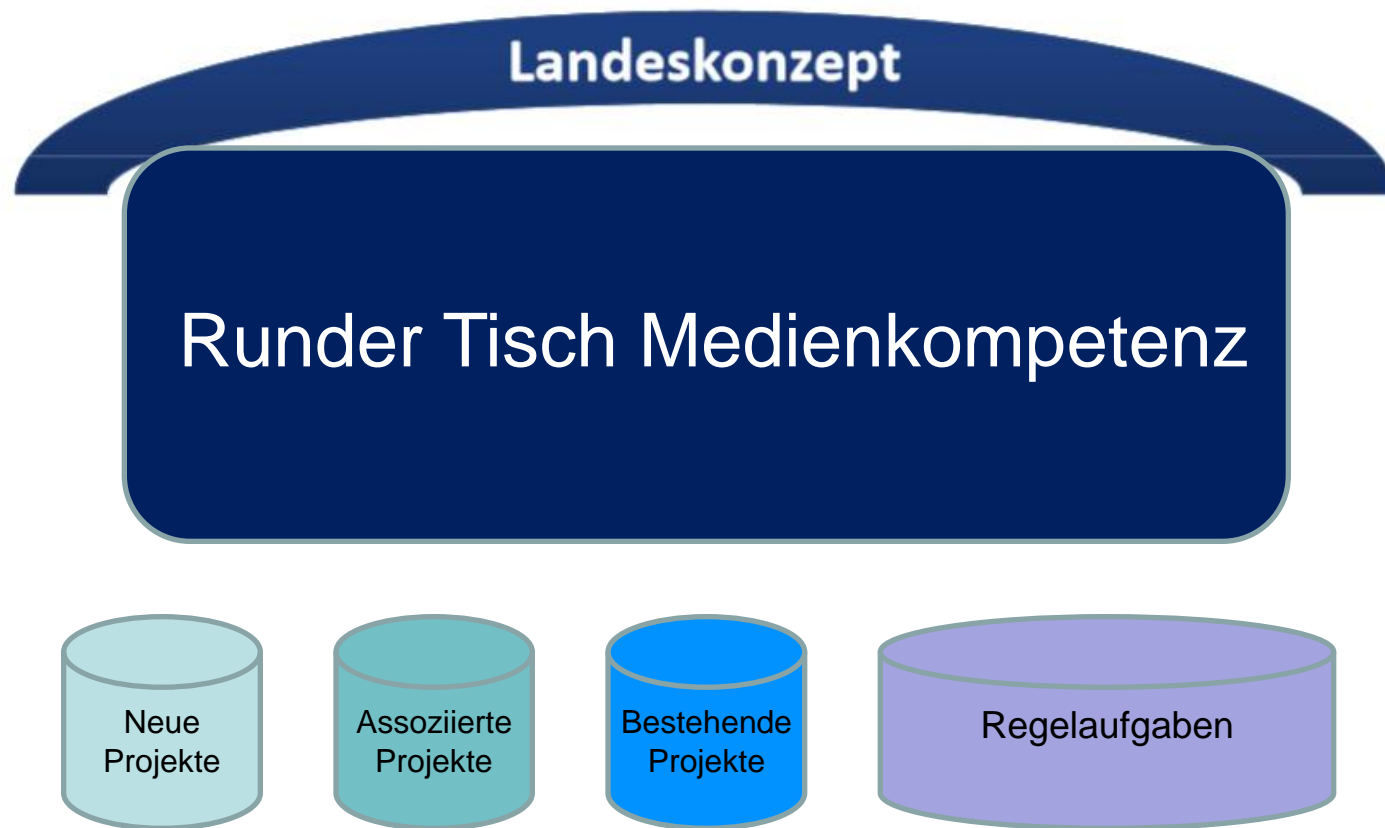 Landeskonzept
Runder Tisch Medienkompetenz
Neue
Projekte
Assoziierte
Projekte
Bestehende
Projekte
Regelaufgaben